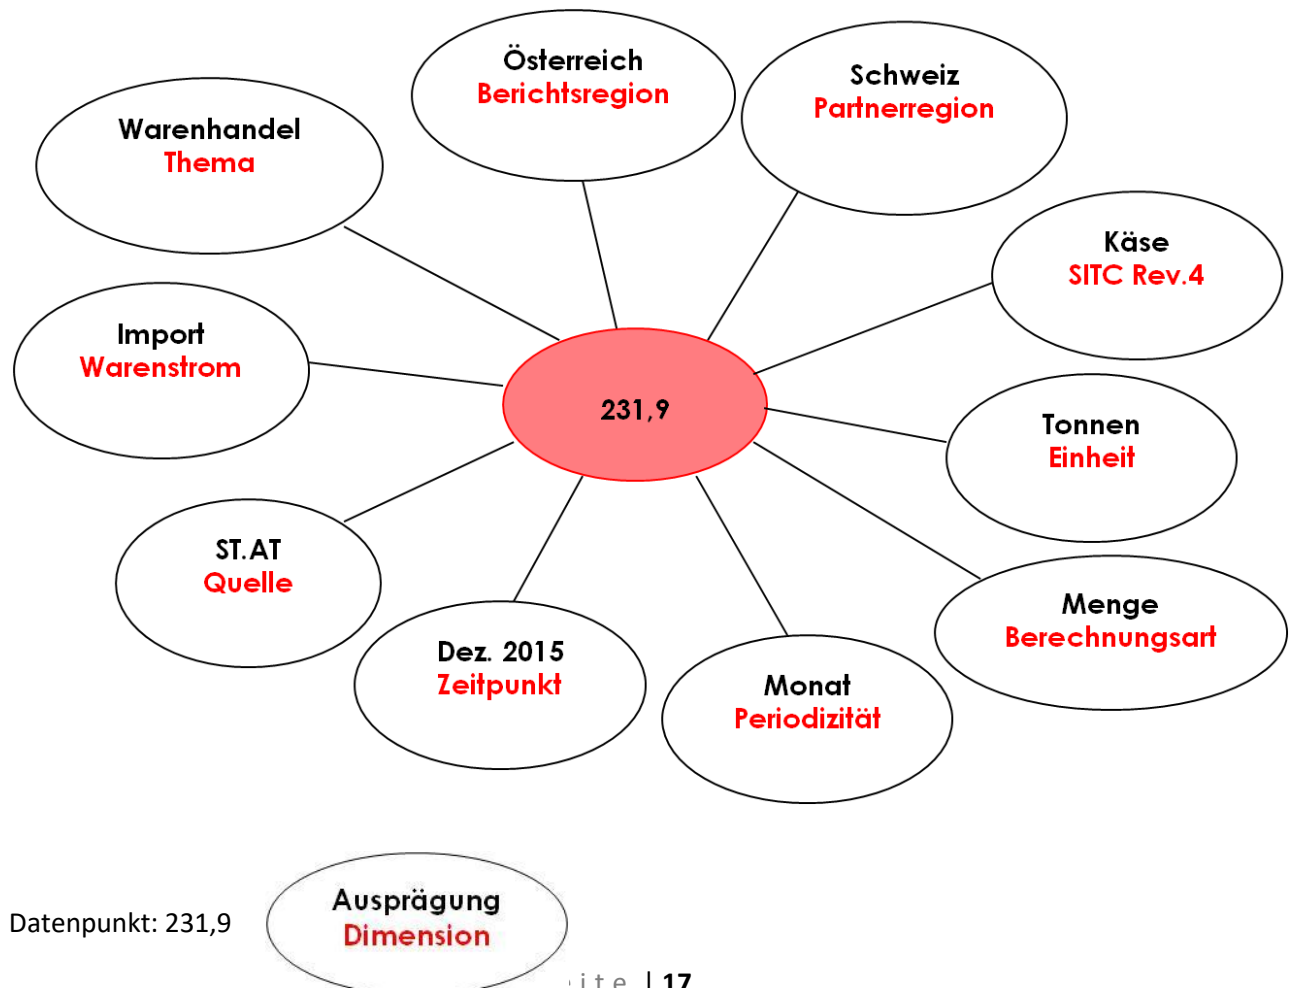 Österreich
Berichtsregion
Schweiz
Partnerregion
Warenhandel
Thema
Käse
SITC Rev.4
Import
Warenstrom
231,9
Tonnen
Einheit
ST.AT
Quelle
Menge
Berechnungsart
Dez. 2015
Zeitpunkt
Monat
Periodizität
Ausprägung
Dimension
Datenpunkt: 231,9
| 17